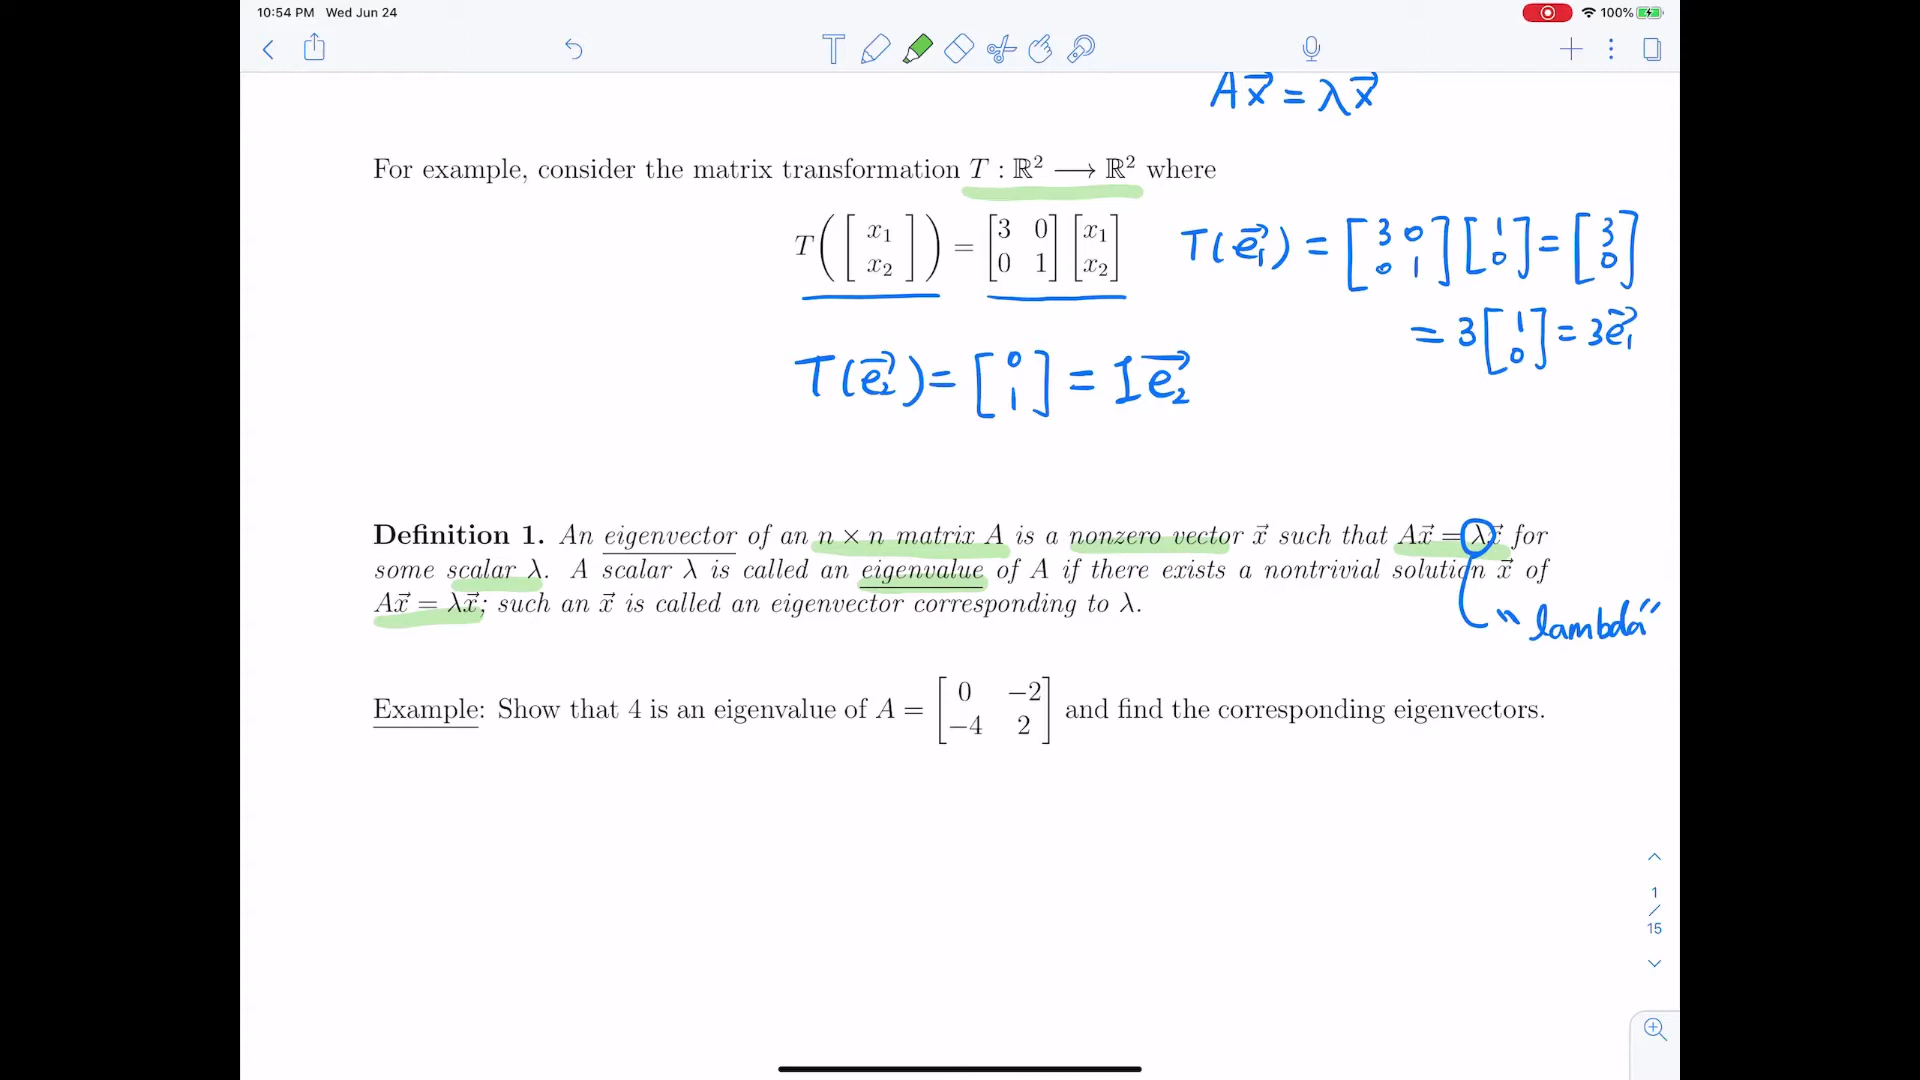 10:54 PM Wed Jun 24
100%
Ax⃗ = λx⃗
For example, consider the matrix transformation T : ℝ² ⟶ ℝ² where
T([x₁ x₂]) = [3 0; 0 1] [x₁ x₂]
T(e⃗₁) = [3 0; 0 1] [1 0] = [3 0]
= 3 [1 0] = 3e⃗₁
T(e⃗₂) = [0 1] = 1e⃗₂
Definition 1. An eigenvector of an n × n matrix A is a nonzero vector x⃗ such that Ax⃗ = λx⃗ for
some scalar λ. A scalar λ is called an eigenvalue of A if there exists a nontrivial solution x⃗ of
Ax⃗ = λx⃗; such an x⃗ is called an eigenvector corresponding to λ.
"lambda"
Example: Show that 4 is an eigenvalue of A = [0 −2; −4 2] and find the corresponding eigenvectors.
1
/
15